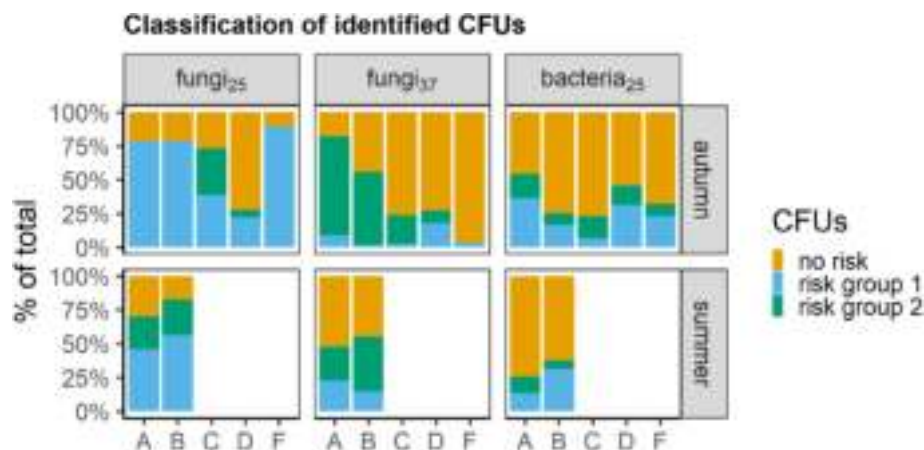 Classification of identified CFUs
fungi₂₅ fungi₃₇ bacteria₂₅
100%
75%
50%
25%
0%
autumn
100%
75%
50%
25%
0%
summer
% of total
A B C D F A B C D F A B C D F
CFUs
no risk
risk group 1
risk group 2